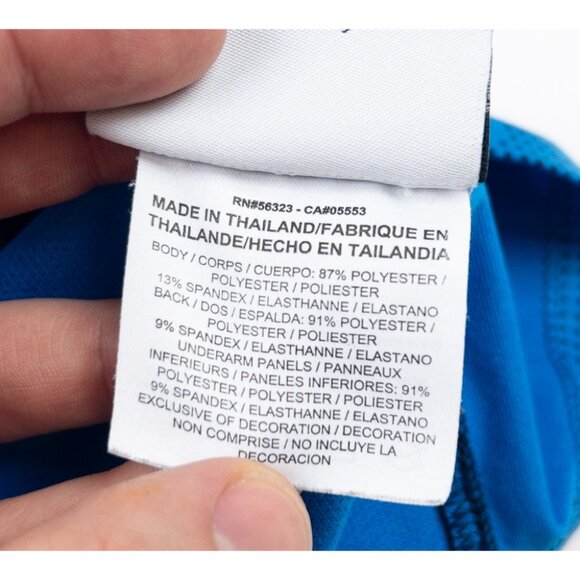 RN#56323 - CA#05553
MADE IN THAILAND/FABRIQUE EN
THAILANDE/HECHO EN TAILANDIA
BODY / CORPS / CUERPO: 87% POLYESTER /
POLYESTER / POLIESTER
13% SPANDEX / ELASTHANNE / ELASTANO
BACK / DOS / ESPALDA: 91% POLYESTER /
POLYESTER / POLIESTER
9% SPANDEX / ELASTHANNE / ELASTANO
UNDERARM PANELS / PANNEAUX
INFERIEURS / PANELES INFERIORES: 91%
POLYESTER / POLYESTER / POLIESTER
9% SPANDEX / ELASTHANNE / ELASTANO
EXCLUSIVE OF DECORATION / DECORATION
NON COMPRISE / NO INCLUYE LA
DECORACION